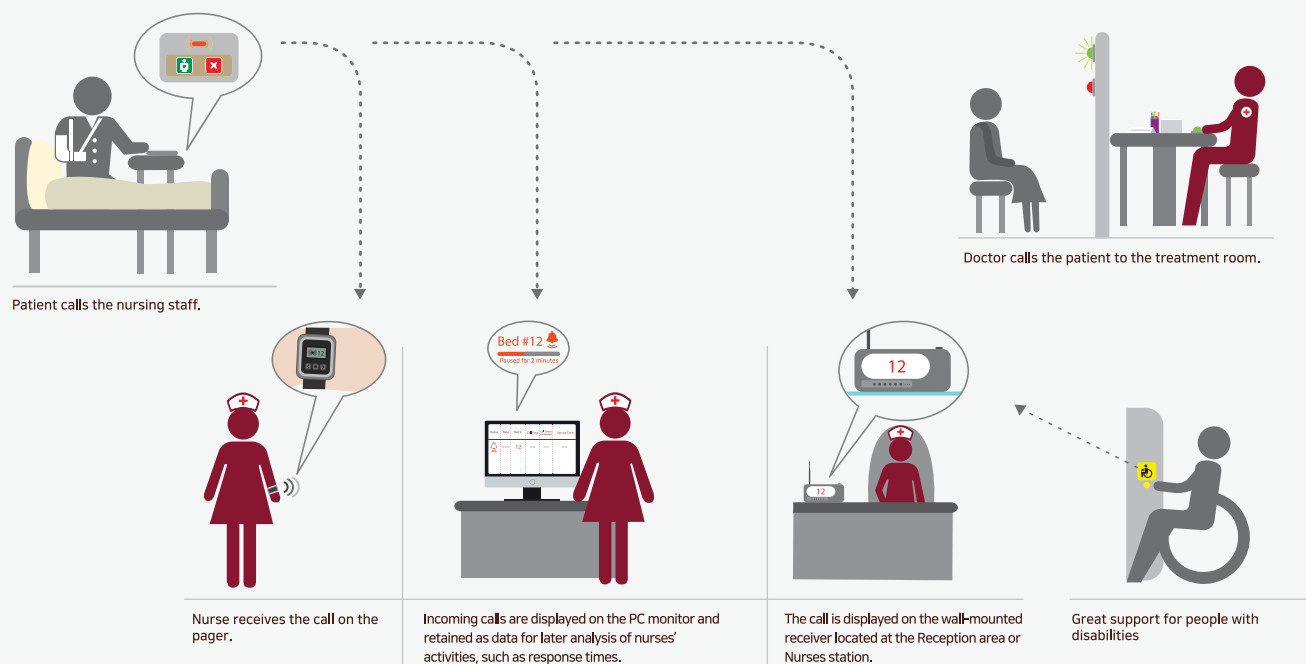 Doctor calls the patient to the treatment room.
Patient calls the nursing staff.
12
Bed #12
Paused for 2 minutes
12
12
12
Nurse receives the call on the
pager.
Incoming calls are displayed on the PC monitor and
retained as data for later analysis of nurses'
activities, such as response times.
The call is displayed on the wall-mounted
receiver located at the Reception area or
Nurses station.
Great support for people with
disabilities